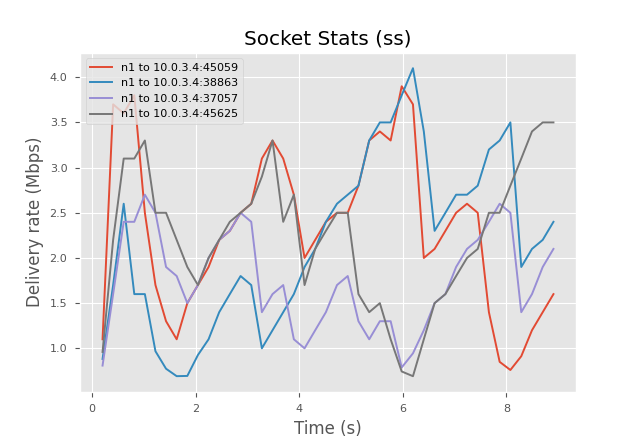 Socket Stats (ss)
n1 to 10.0.3.4:45059
n1 to 10.0.3.4:38863
n1 to 10.0.3.4:37057
n1 to 10.0.3.4:45625
Delivery rate (Mbps)
4.0
3.5
3.0
2.5
2.0
1.5
1.0
0 2 4 6 8
Time (s)